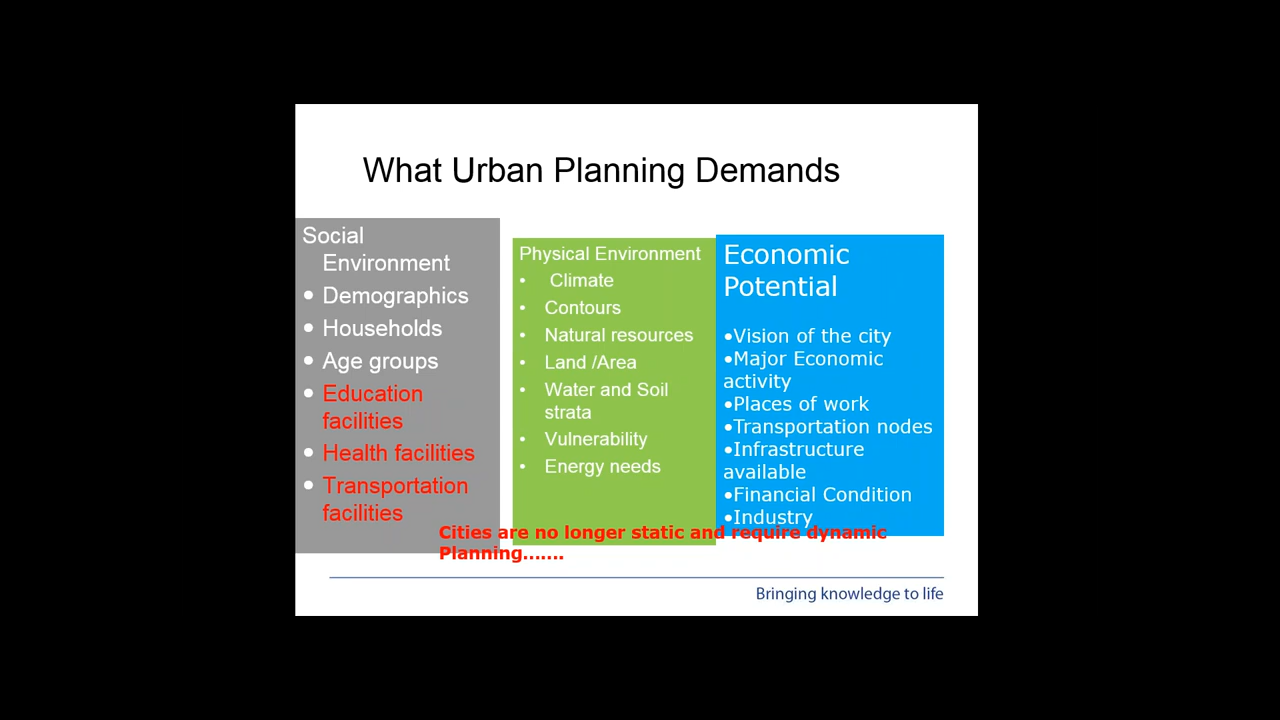 What Urban Planning Demands
Social
Environment
• Demographics
• Households
• Age groups
• Education
facilities
• Health facilities
• Transportation
facilities
Physical Environment
• Climate
• Contours
• Natural resources
• Land /Area
• Water and Soil
strata
• Vulnerability
• Energy needs
Economic
Potential
•Vision of the city
•Major Economic
activity
•Places of work
•Transportation nodes
•Infrastructure
available
•Financial Condition
•Industry
Cities are no longer static and require dynamic
Planning.......
Bringing knowledge to life